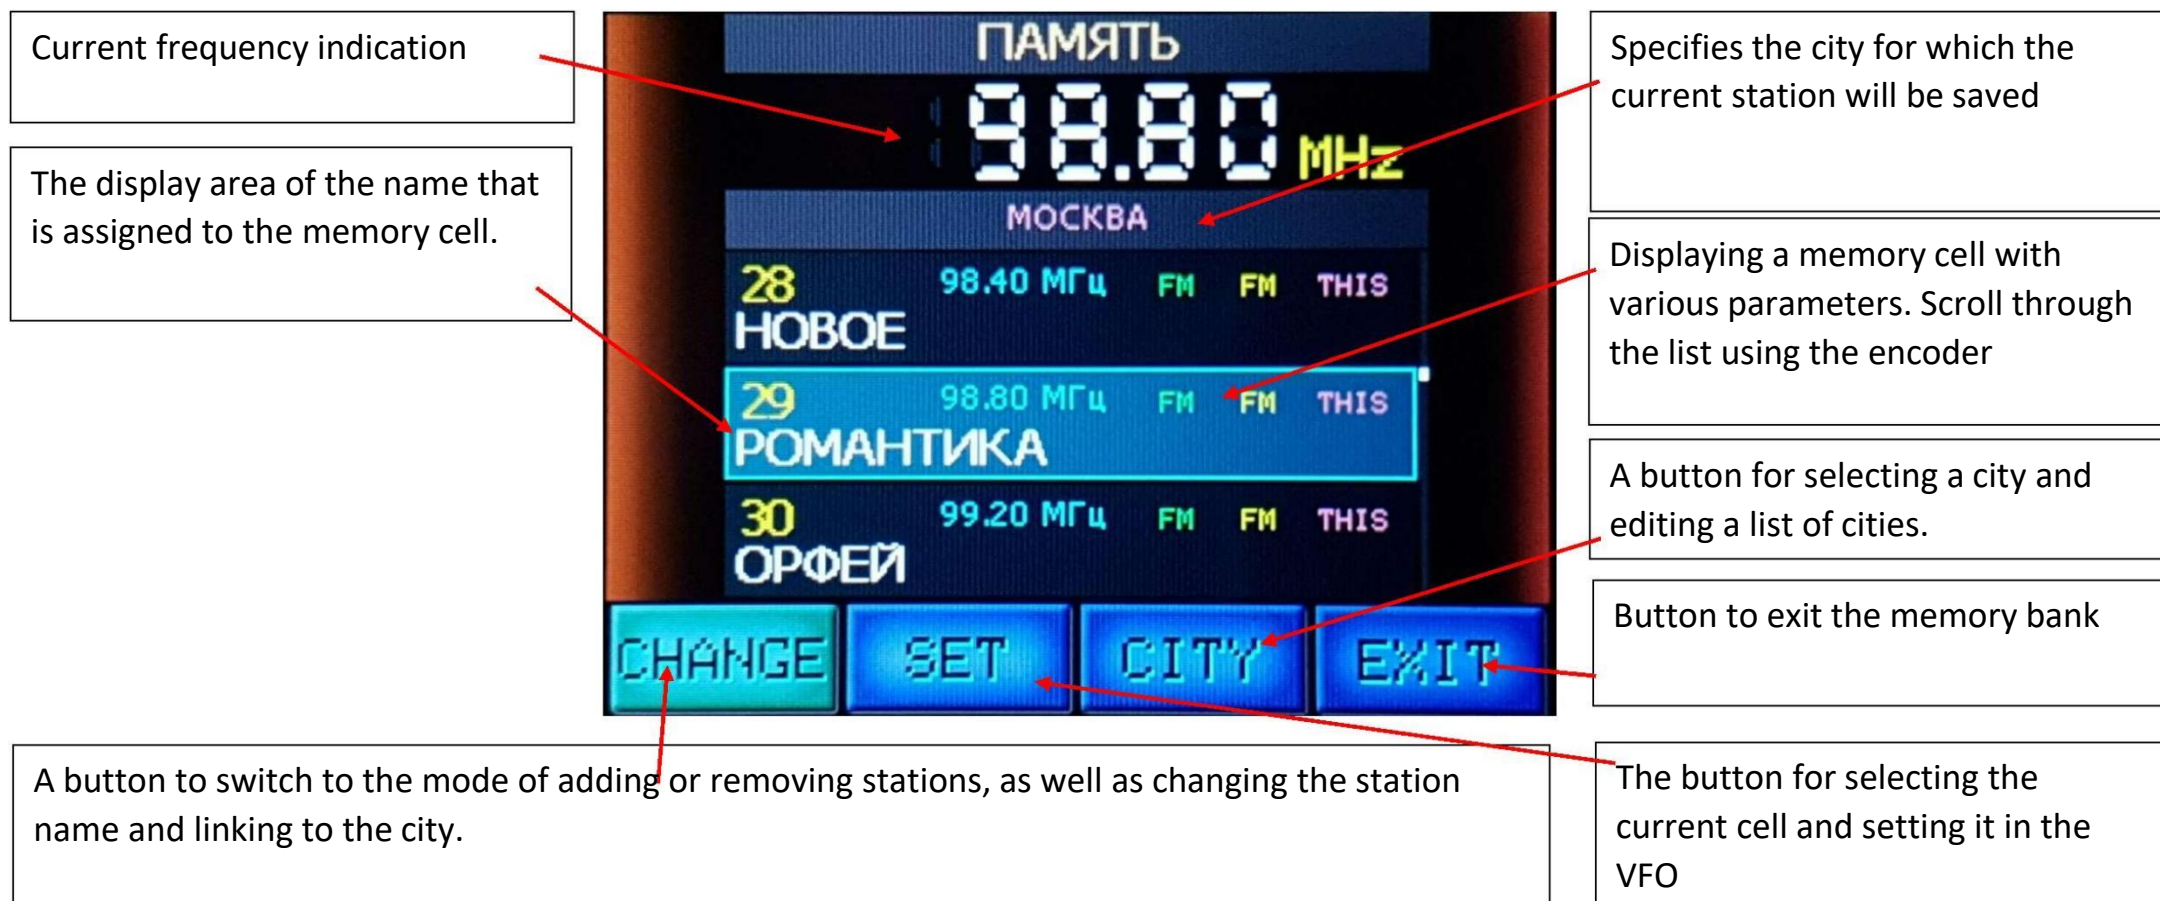 Current frequency indication
The display area of the name that
is assigned to the memory cell.
ПАМЯТЬ
98.80 MHz
МОСКВА
28 98.40 МГц FM FM THIS
НОВОЕ
29 98.80 МГц FM FM THIS
РОМАНТИКА
30 99.20 МГц FM FM THIS
ОРФЕЙ
CHANGE SET CITY EXIT
Specifies the city for which the
current station will be saved
Displaying a memory cell with
various parameters. Scroll through
the list using the encoder
A button for selecting a city and
editing a list of cities.
Button to exit the memory bank
A button to switch to the mode of adding or removing stations, as well as changing the station
name and linking to the city.
The button for selecting the
current cell and setting it in the
VFO